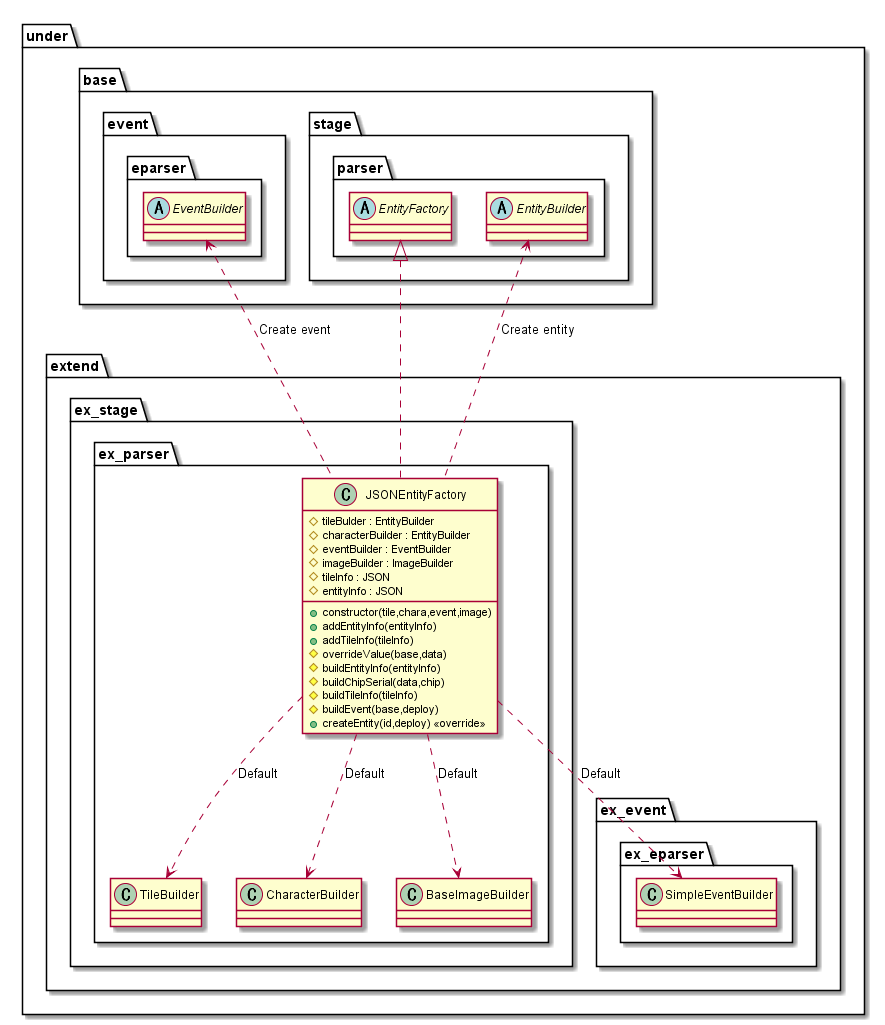 under
base
event
stage
eparser
parser
A EventBuilder
A EntityFactory
A EntityBuilder
Create event
Create entity
extend
ex_stage
ex_parser
C JSONEntityFactory
tileBulder : EntityBuilder
characterBuilder : EntityBuilder
eventBuilder : EventBuilder
imageBuilder : ImageBuilder
tileInfo : JSON
entityInfo : JSON
constructor(tile,chara,event,image)
addEntityInfo(entityInfo)
addTileInfo(tileInfo)
overrideValue(base,data)
buildEntityInfo(entityInfo)
buildChipSerial(data,chip)
buildTileInfo(tileInfo)
buildEvent(base,deploy)
createEntity(id,deploy) «override»
Default
Default
Default
Default
ex_event
ex_eparser
C TileBuilder
C CharacterBuilder
C BaseImageBuilder
C SimpleEventBuilder